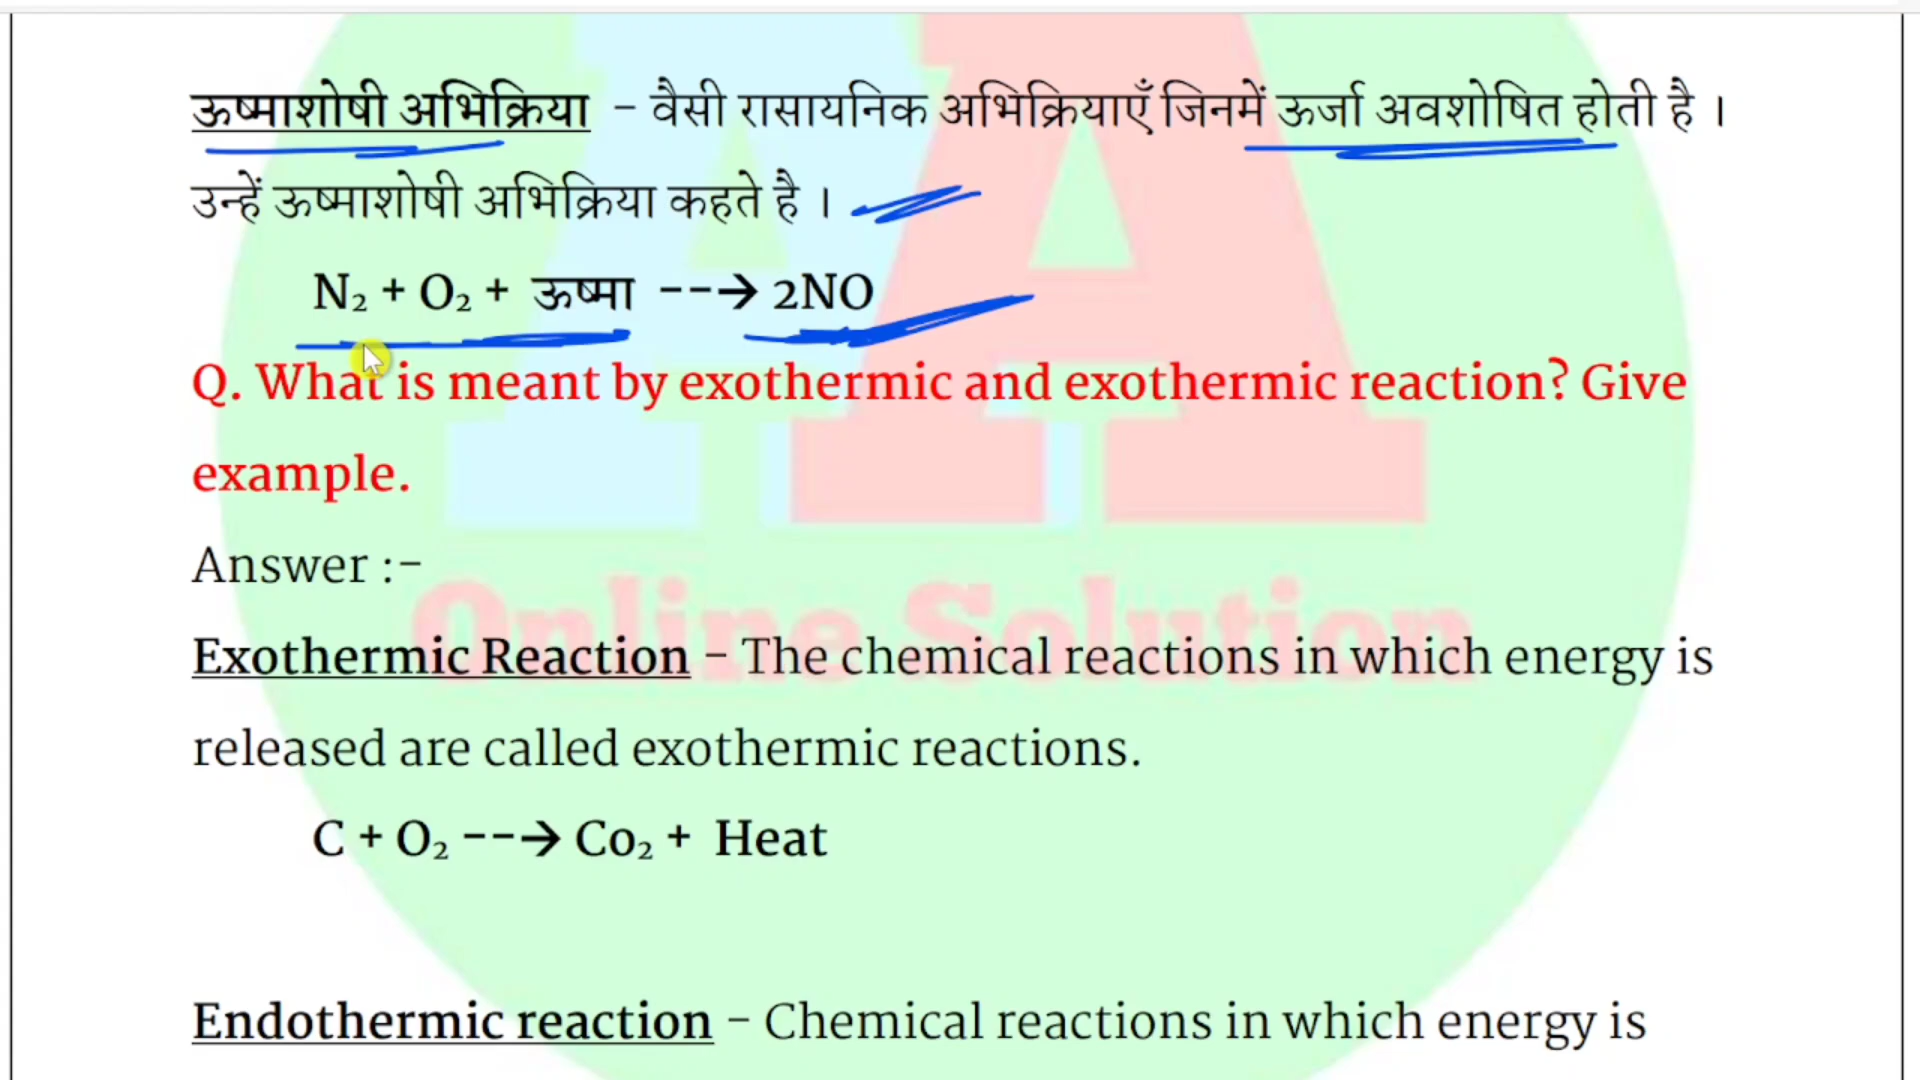 ऊष्माशोषी अभिक्रिया - वैसी रासायनिक अभिक्रियाएँ जिनमें ऊर्जा अवशोषित होती है ।
उन्हें ऊष्माशोषी अभिक्रिया कहते है ।
N₂ + O₂ + ऊष्मा --→ 2NO
Q. What is meant by exothermic and exothermic reaction? Give
example.
Answer :-
Online Solution
Exothermic Reaction - The chemical reactions in which energy is
released are called exothermic reactions.
C + O₂ --→ Co₂ + Heat
Endothermic reaction - Chemical reactions in which energy is